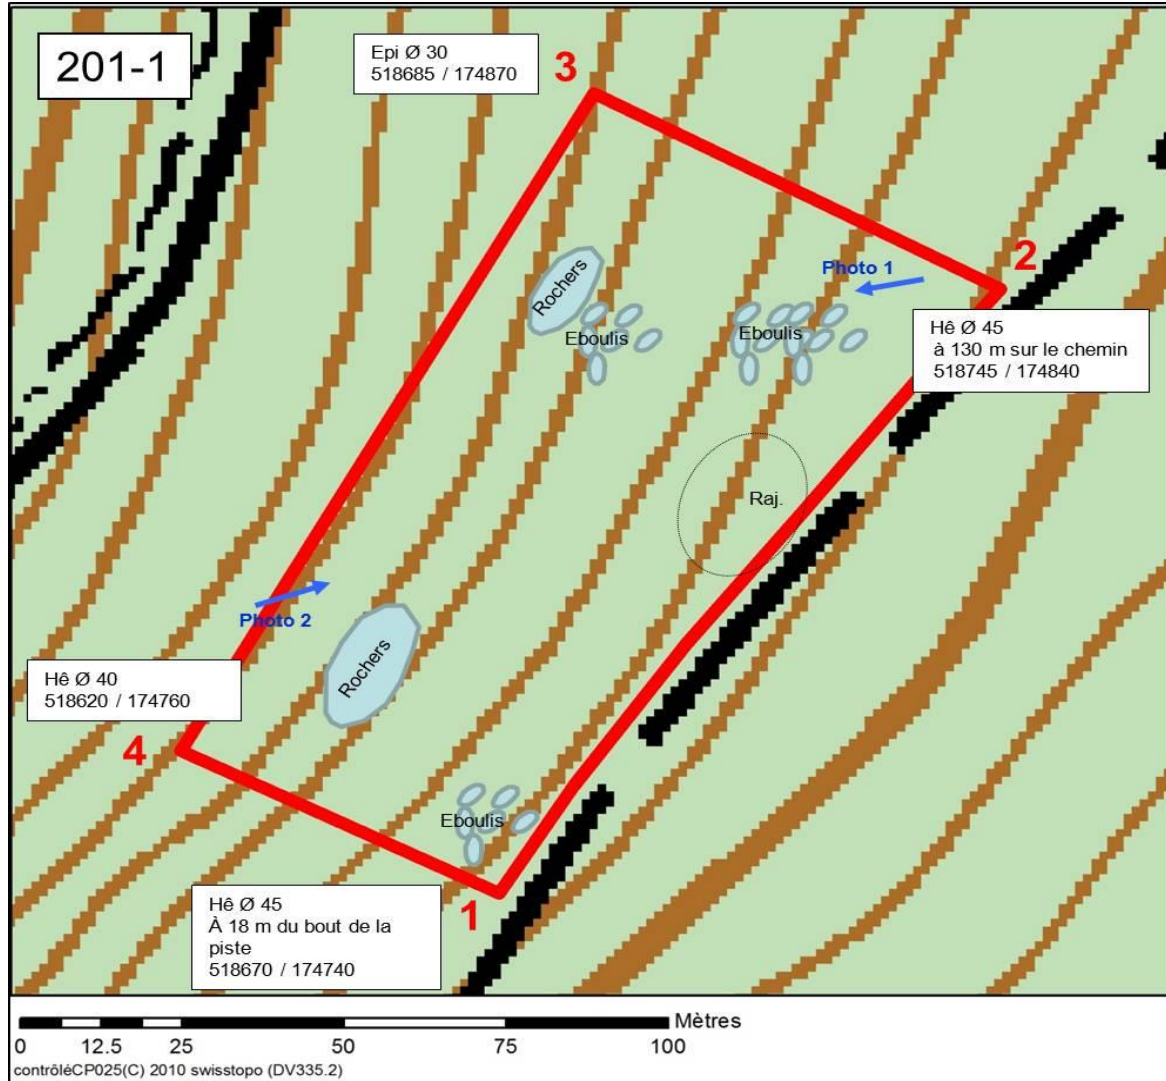 201-1
Epi Ø 30
518685 / 174870
3
2
Photo 1
Rochers
Eboulis
Eboulis
Hê Ø 45
à 130 m sur le chemin
518745 / 174840
Raj.
Photo 2
Rochers
Hê Ø 40
518620 / 174760
4
Eboulis
Hê Ø 45
À 18 m du bout de la
piste
518670 / 174740
1
Mètres
0 12.5 25 50 75 100
contrôléCP025(C) 2010 swisstopo (DV335.2)